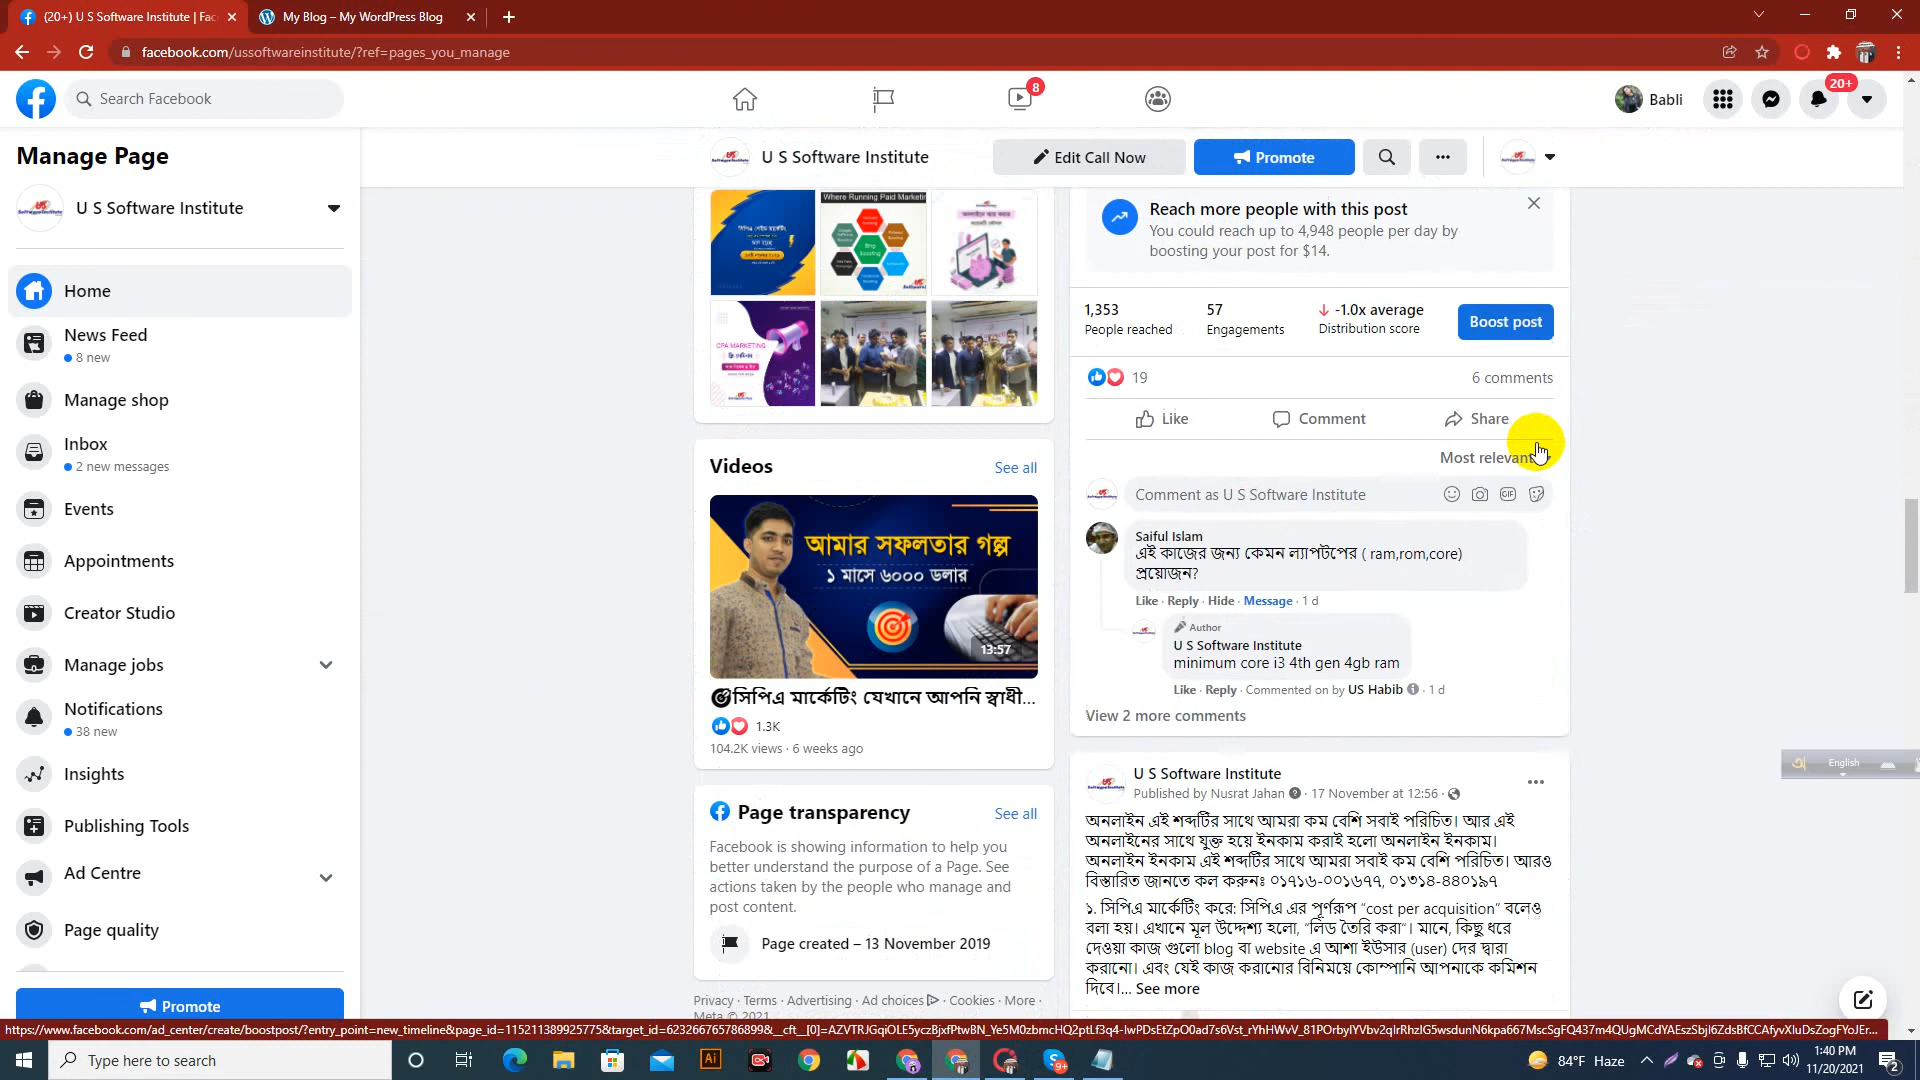 (20+) U S Software Institute | Fac
My Blog – My WordPress Blog
facebook.com/ussoftwareinstitute/?ref=pages_you_manage
Search Facebook
8
Babli
20+
Manage Page
U S Software Institute
Edit Call Now
Promote
U S Software Institute
Home
News Feed
8 new
Manage shop
Inbox
2 new messages
Events
Appointments
Creator Studio
Manage jobs
Notifications
38 new
Insights
Publishing Tools
Ad Centre
Page quality
Promote
Where Running Paid Marketin
CPA MARKETING
Videos
See all
আমার সফলতার গল্প
১ মাসে ৬০০০ ডলার
13:57
সিপিএ মার্কেটিং যেখানে আপনি স্বাধী...
1.3K
104.2K views · 6 weeks ago
Page transparency
See all
Facebook is showing information to help you
better understand the purpose of a Page. See
actions taken by the people who manage and
post content.
Page created – 13 November 2019
Privacy · Terms · Advertising · Ad choices · Cookies · More ·
Meta © 2021
Reach more people with this post
You could reach up to 4,948 people per day by
boosting your post for $14.
1,353
People reached
57
Engagements
-1.0x average
Distribution score
Boost post
19
6 comments
Like
Comment
Share
Most relevant
Comment as U S Software Institute
GIF
Saiful Islam
এই কাজের জন্য কেমন ল্যাপটপের ( ram,rom,core)
প্রয়োজন?
Like · Reply · Hide · Message · 1 d
Author
U S Software Institute
minimum core i3 4th gen 4gb ram
Like · Reply · Commented on by US Habib · 1 d
View 2 more comments
U S Software Institute
Published by Nusrat Jahan · 17 November at 12:56 ·
অনলাইন এই শব্দটির সাথে আমরা কম বেশি সবাই পরিচিত। আর এই
অনলাইনের সাথে যুক্ত হয়ে ইনকাম করাই হলো অনলাইন ইনকাম।
অনলাইন ইনকাম এই শব্দটির সাথে আমরা সবাই কম বেশি পরিচিত। আরও
বিস্তারিত জানতে কল করুনঃ ০১৭১৬-০০১৬৭৭, ০১৩১৪-৪৪০১৯৭
১. সিপিএ মার্কেটিং করে: সিপিএ এর পূর্ণরূপ “cost per acquisition” বলেও
বলা হয়। এখানে মূল উদ্দেশ্য হলো, “লিড তৈরি করা”। মানে, কিছু ধরে
দেওয়া কাজ গুলো blog বা website এ আশা ইউসার (user) দের দ্বারা
করানো। এবং যেই কাজ করানোর বিনিময়ে কোম্পানি আপনাকে কমিশন
দিবে।... See more
English
Type here to search
84°F Haze
1:40 PM
11/20/2021
2